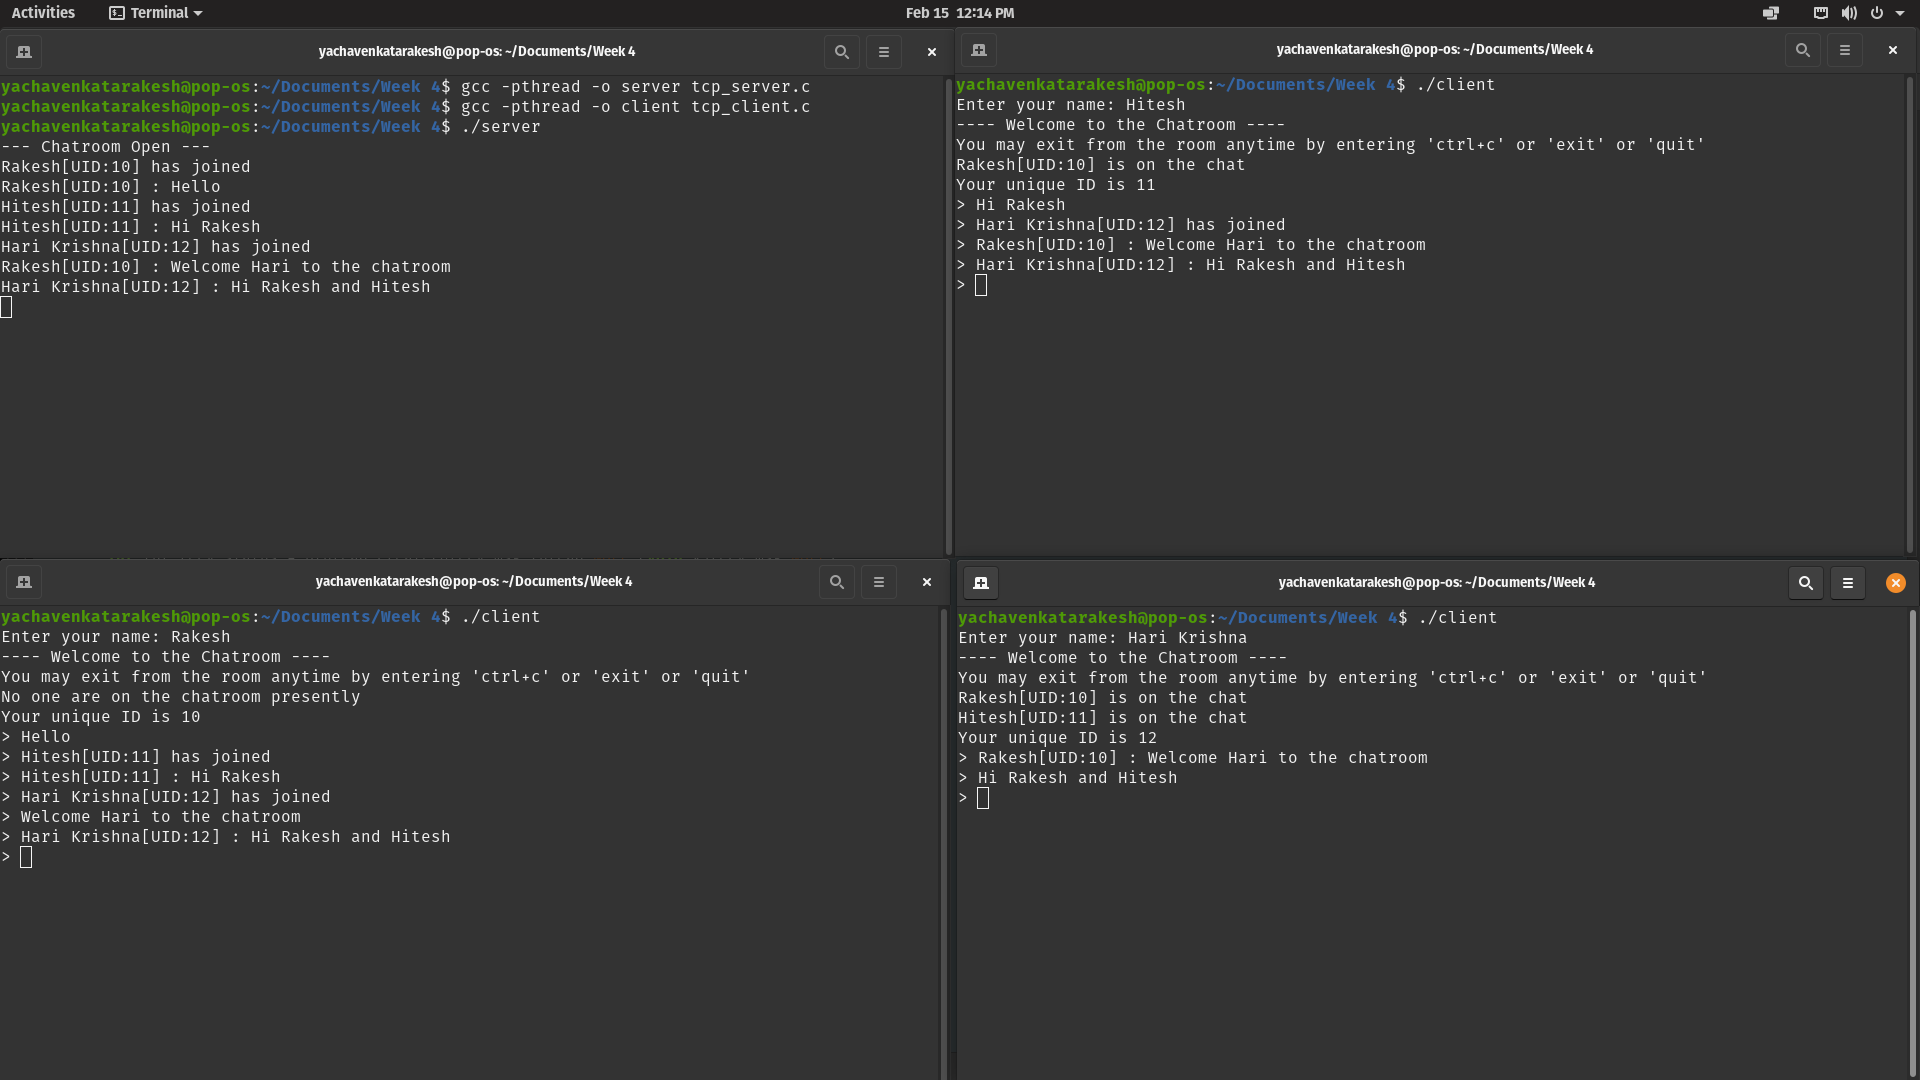 Activities
Terminal
Feb 15 12:14 PM
yachavenkatarakesh@pop-os: ~/Documents/Week 4
yachavenkatarakesh@pop-os:~/Documents/Week 4$ gcc -pthread -o server tcp_server.c
yachavenkatarakesh@pop-os:~/Documents/Week 4$ gcc -pthread -o client tcp_client.c
yachavenkatarakesh@pop-os:~/Documents/Week 4$ ./server
--- Chatroom Open ---
Rakesh[UID:10] has joined
Rakesh[UID:10] : Hello
Hitesh[UID:11] has joined
Hitesh[UID:11] : Hi Rakesh
Hari Krishna[UID:12] has joined
Rakesh[UID:10] : Welcome Hari to the chatroom
Hari Krishna[UID:12] : Hi Rakesh and Hitesh
yachavenkatarakesh@pop-os: ~/Documents/Week 4
yachavenkatarakesh@pop-os:~/Documents/Week 4$ ./client
Enter your name: Hitesh
---- Welcome to the Chatroom ----
You may exit from the room anytime by entering 'ctrl+c' or 'exit' or 'quit'
Rakesh[UID:10] is on the chat
Your unique ID is 11
> Hi Rakesh
> Hari Krishna[UID:12] has joined
> Rakesh[UID:10] : Welcome Hari to the chatroom
> Hari Krishna[UID:12] : Hi Rakesh and Hitesh
>
yachavenkatarakesh@pop-os: ~/Documents/Week 4
yachavenkatarakesh@pop-os:~/Documents/Week 4$ ./client
Enter your name: Rakesh
---- Welcome to the Chatroom ----
You may exit from the room anytime by entering 'ctrl+c' or 'exit' or 'quit'
No one are on the chatroom presently
Your unique ID is 10
> Hello
> Hitesh[UID:11] has joined
> Hitesh[UID:11] : Hi Rakesh
> Hari Krishna[UID:12] has joined
> Welcome Hari to the chatroom
> Hari Krishna[UID:12] : Hi Rakesh and Hitesh
>
yachavenkatarakesh@pop-os: ~/Documents/Week 4
yachavenkatarakesh@pop-os:~/Documents/Week 4$ ./client
Enter your name: Hari Krishna
---- Welcome to the Chatroom ----
You may exit from the room anytime by entering 'ctrl+c' or 'exit' or 'quit'
Rakesh[UID:10] is on the chat
Hitesh[UID:11] is on the chat
Your unique ID is 12
> Rakesh[UID:10] : Welcome Hari to the chatroom
> Hi Rakesh and Hitesh
>